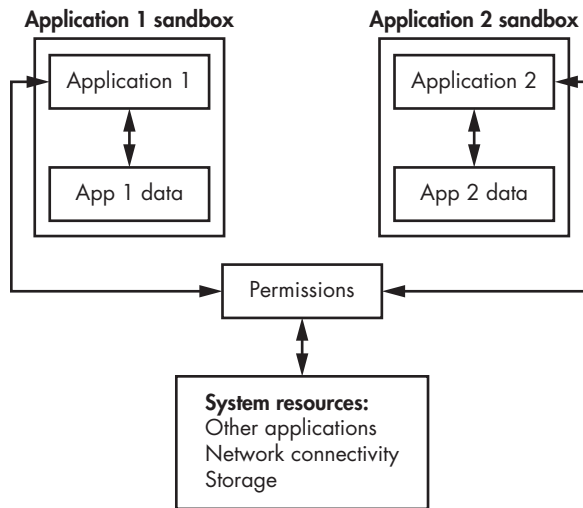 Application 1 sandbox
Application 2 sandbox
Application 1
Application 2
App 1 data
App 2 data
Permissions
System resources:
Other applications
Network connectivity
Storage